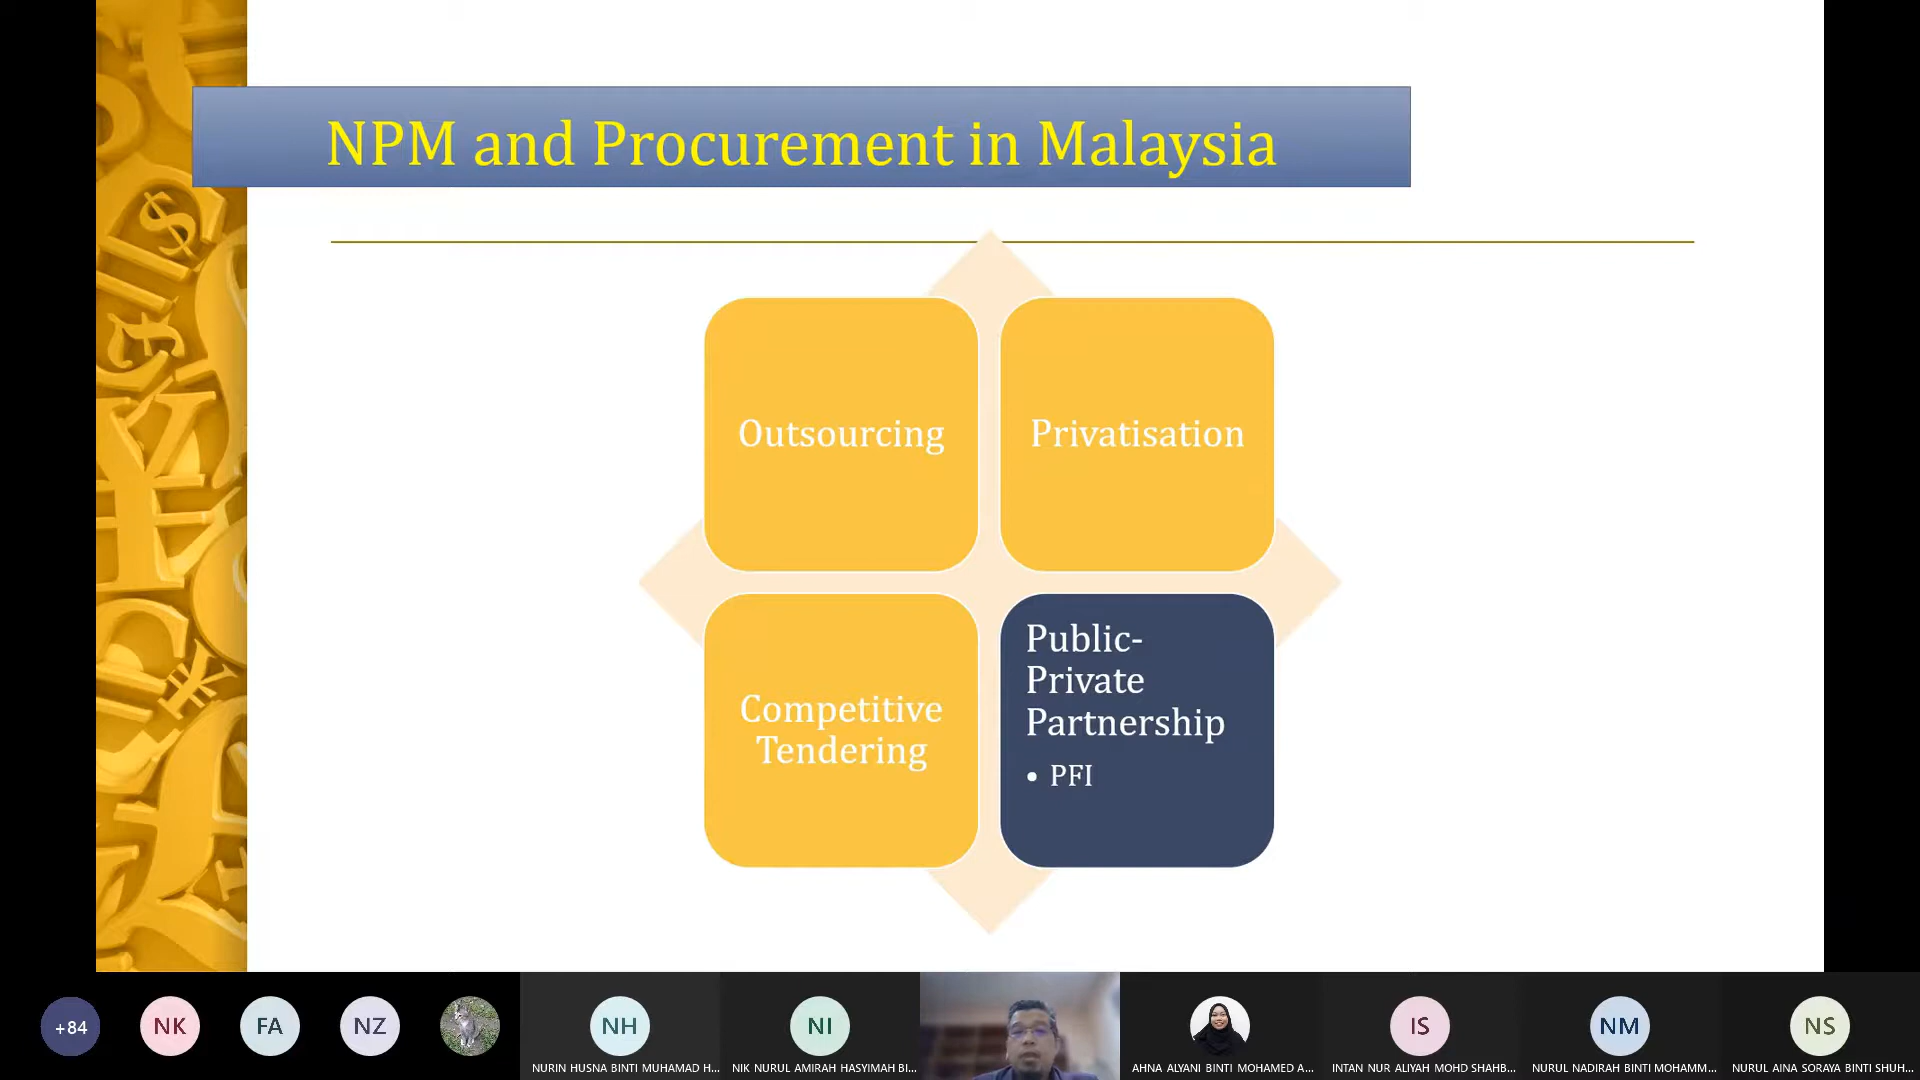 NPM and Procurement in Malaysia
Outsourcing
Privatisation
Competitive
Tendering
Public-
Private
Partnership
• PFI
+84
NK
FA
NZ
NH
NI
IS
NM
NS
NURIN HUSNA BINTI MUHAMAD H...
NIK NURUL AMIRAH HASYIMAH BI...
AHNA ALYANI BINTI MOHAMED A...
INTAN NUR ALIYAH MOHD SHAHB...
NURUL NADIRAH BINTI MOHAMM...
NURUL AINA SORAYA BINTI SHUH...